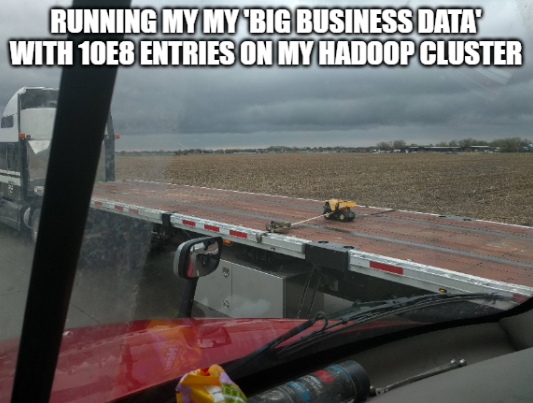 RUNNING MY MY 'BIG BUSINESS DATA'
WITH 10E8 ENTRIES ON MY HADOOP CLUSTER